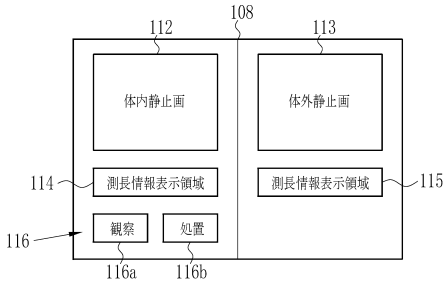 108
112
113
体内静止画
体外静止画
114
測長情報表示領域
測長情報表示領域
115
116
観察
処置
116a
116b